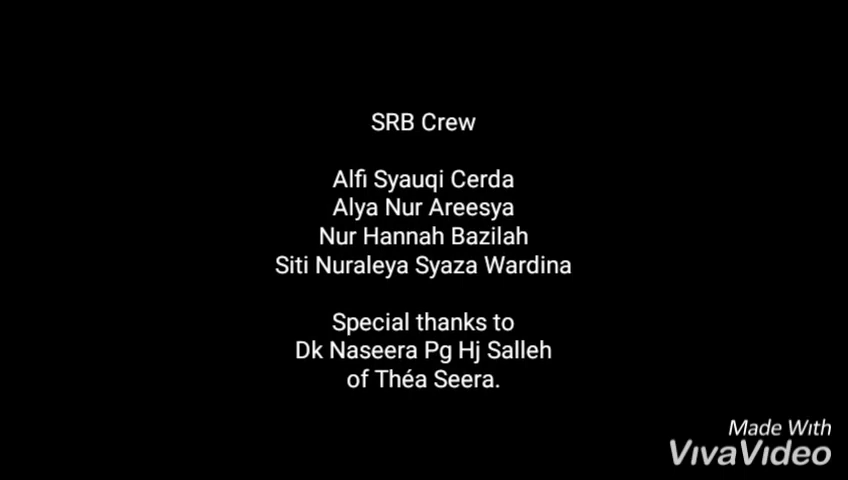 SRB Crew
Alfi Syauqi Cerda
Alya Nur Areesya
Nur Hannah Bazilah
Siti Nuraleya Syaza Wardina
Special thanks to
Dk Naseera Pg Hj Salleh
of Théa Seera.
Made With
VivaVideo